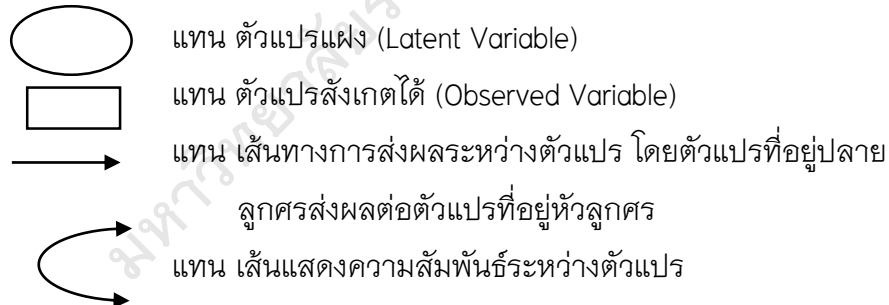 แทน ตัวแปรแฝง (Latent Variable)
แทน ตัวแปรสังเกตได้ (Observed Variable)
แทน เส้นทางการส่งผลระหว่างตัวแปร โดยตัวแปรที่อยู่ปลาย
ลูกศรส่งผลต่อตัวแปรที่อยู่หัวลูกศร
แทน เส้นแสดงความสัมพันธ์ระหว่างตัวแปร